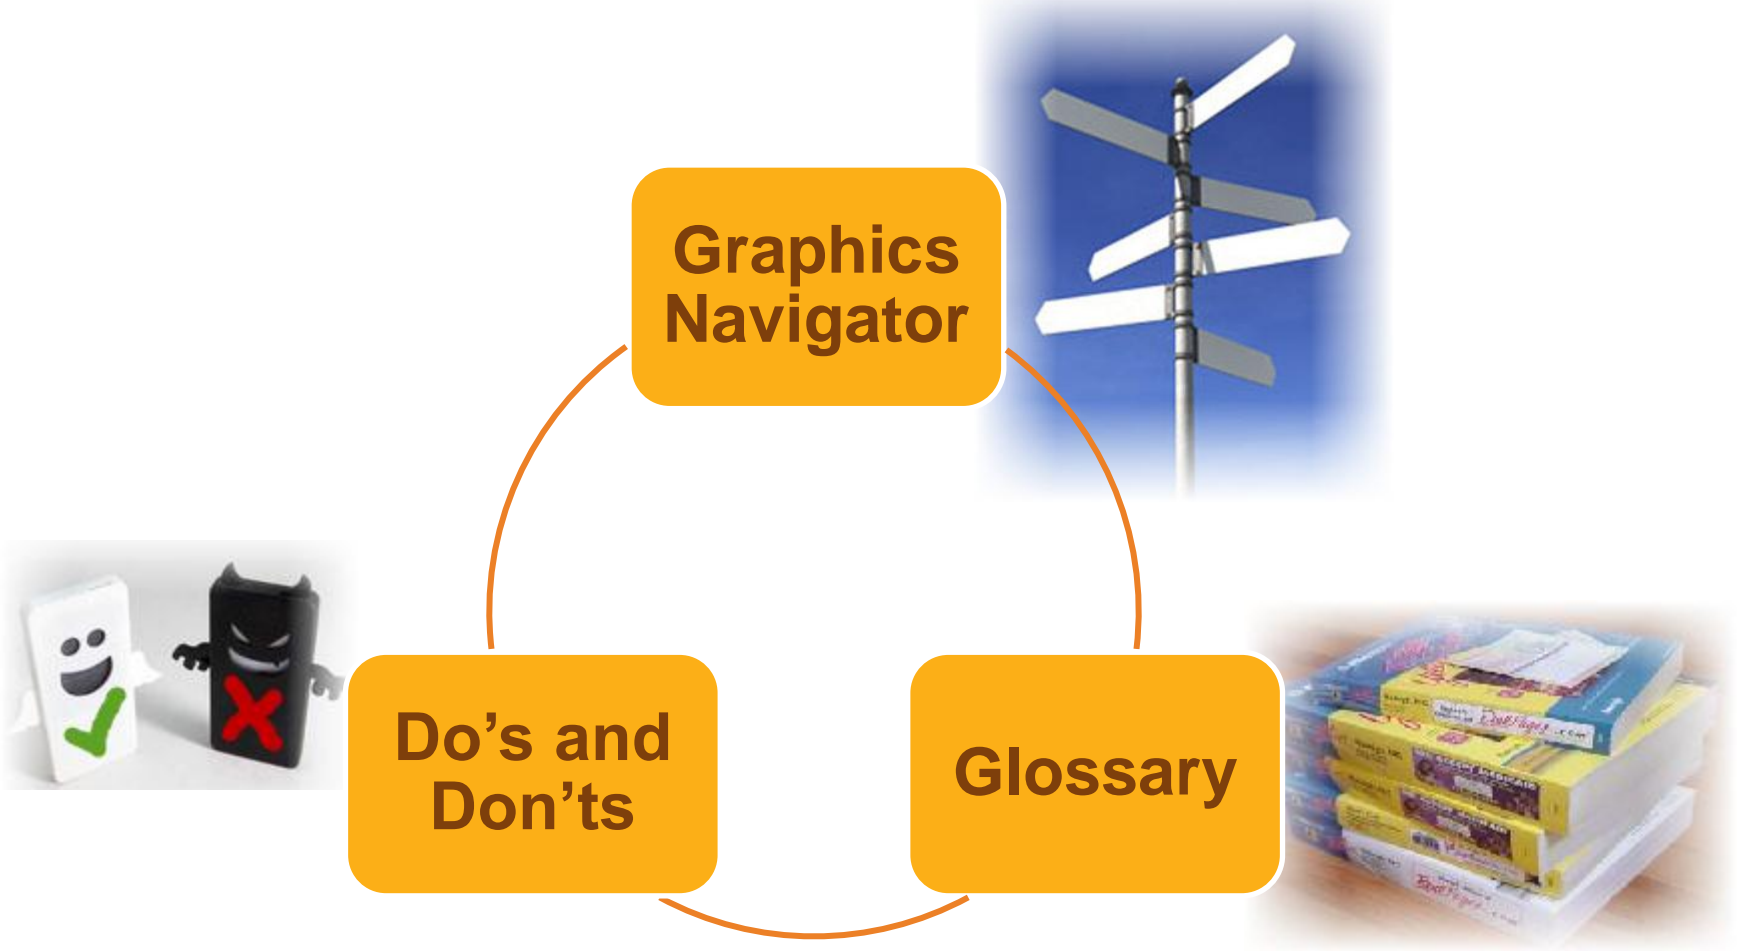 Graphics
Navigator
Do’s and
Don’ts
Glossary